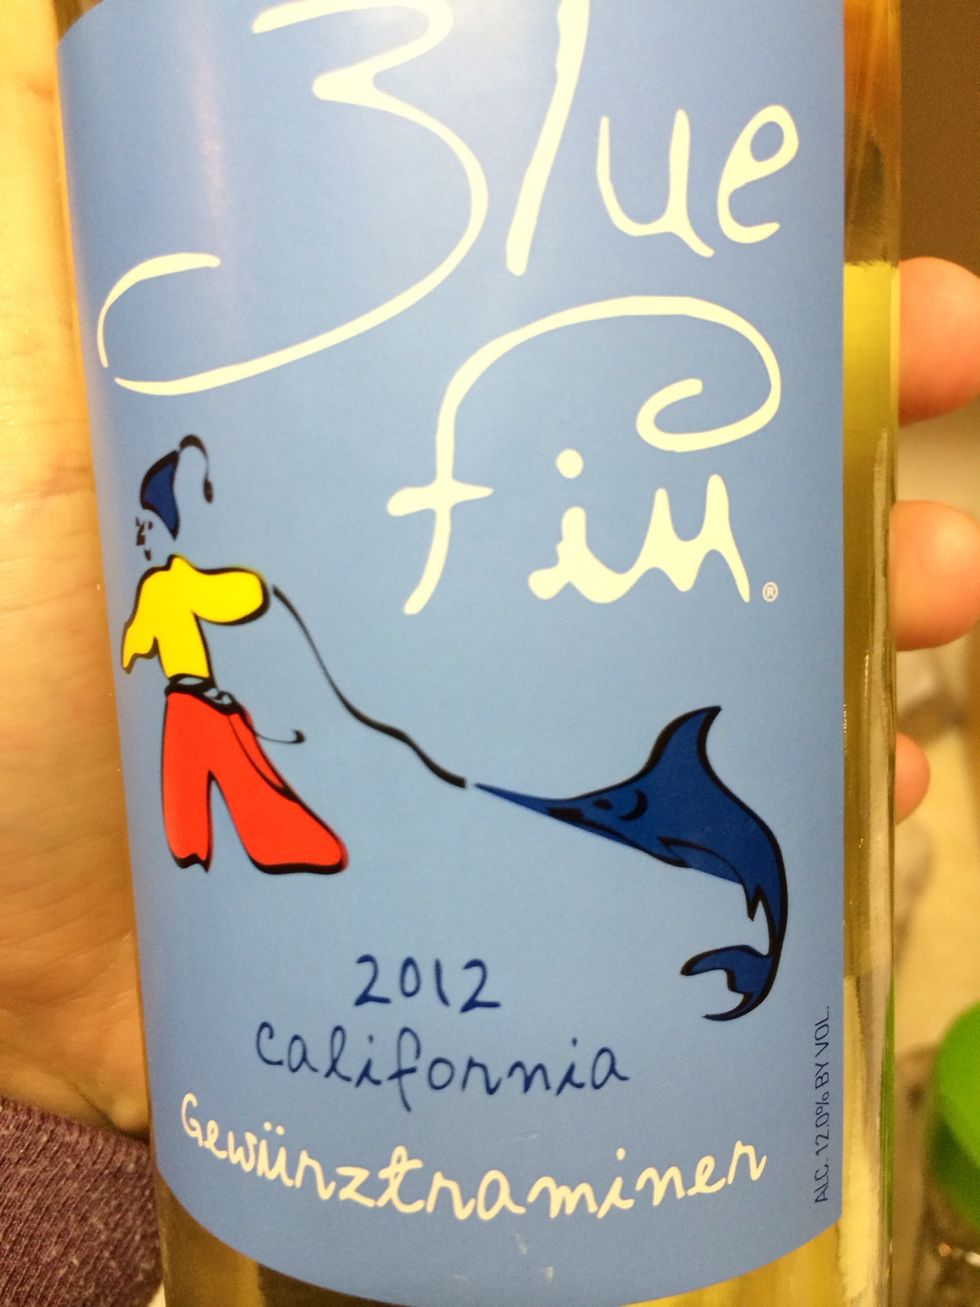 Blue
fin®
2012
California
Gewürztraminer
ALC. 12.0% BY VOL.